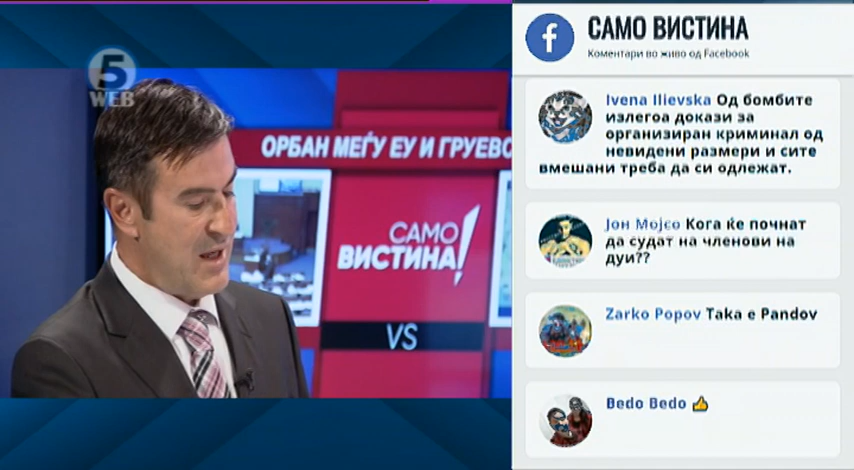 5
WEB
ОРБАН МЕЃУ ЕУ И ГРУЕВС
САМО
ВИСТИНА!
VS
f
САМО ВИСТИНА
Коментари во живо од Facebook
Ivena Ilievska Од бомбите
излегоа докази за
организиран криминал од
невидени размери и сите
вмешани треба да си одлежат.
Јон Мојсо Кога ќе почнат
да судат на членови на
дуи??
Zarko Popov Taka e Pandov
Bedo Bedo 👍